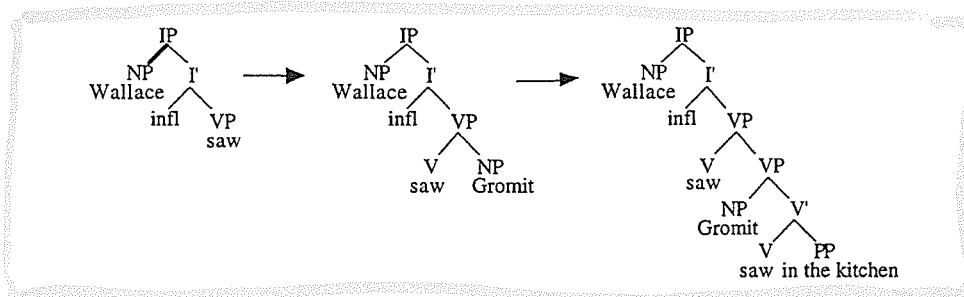 IP IP IP
NP I' NP I' NP I'
Wallace Wallace Wallace
infl VP infl VP infl VP
saw
V NP V VP
saw Gromit saw
NP V'
Gromit
V PP
saw in the kitchen